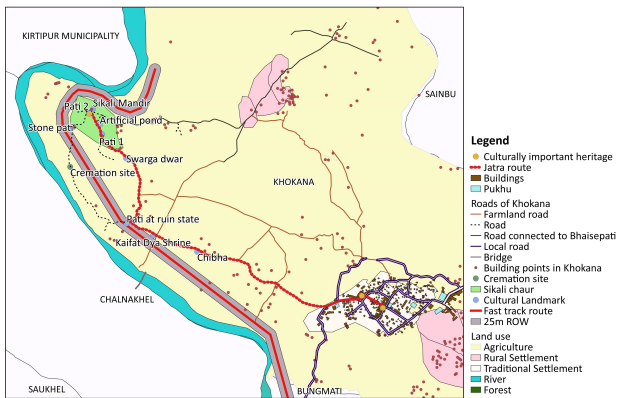 KIRTIPUR MUNICIPALITY
SAINBU
Pati 2
Sikali Mandir
Artificial pond
Stone pati
Pati 1
Swarga dwar
Cremation site
KHOKANA
Pati at ruin state
Kaifat Dya Shrine
Chibha
CHALNAKHEL
SAUKHEL
BUNGMATI
Legend
Culturally important heritage
Jatra route
Buildings
Pukhu
Roads of Khokana
Farmland road
Road
Road connected to Bhaisepati
Local road
Bridge
Building points in Khokana
Cremation site
Sikali chaur
Cultural Landmark
Fast track route
25m ROW
Land use
Agriculture
Rural Settlement
Traditional Settlement
River
Forest